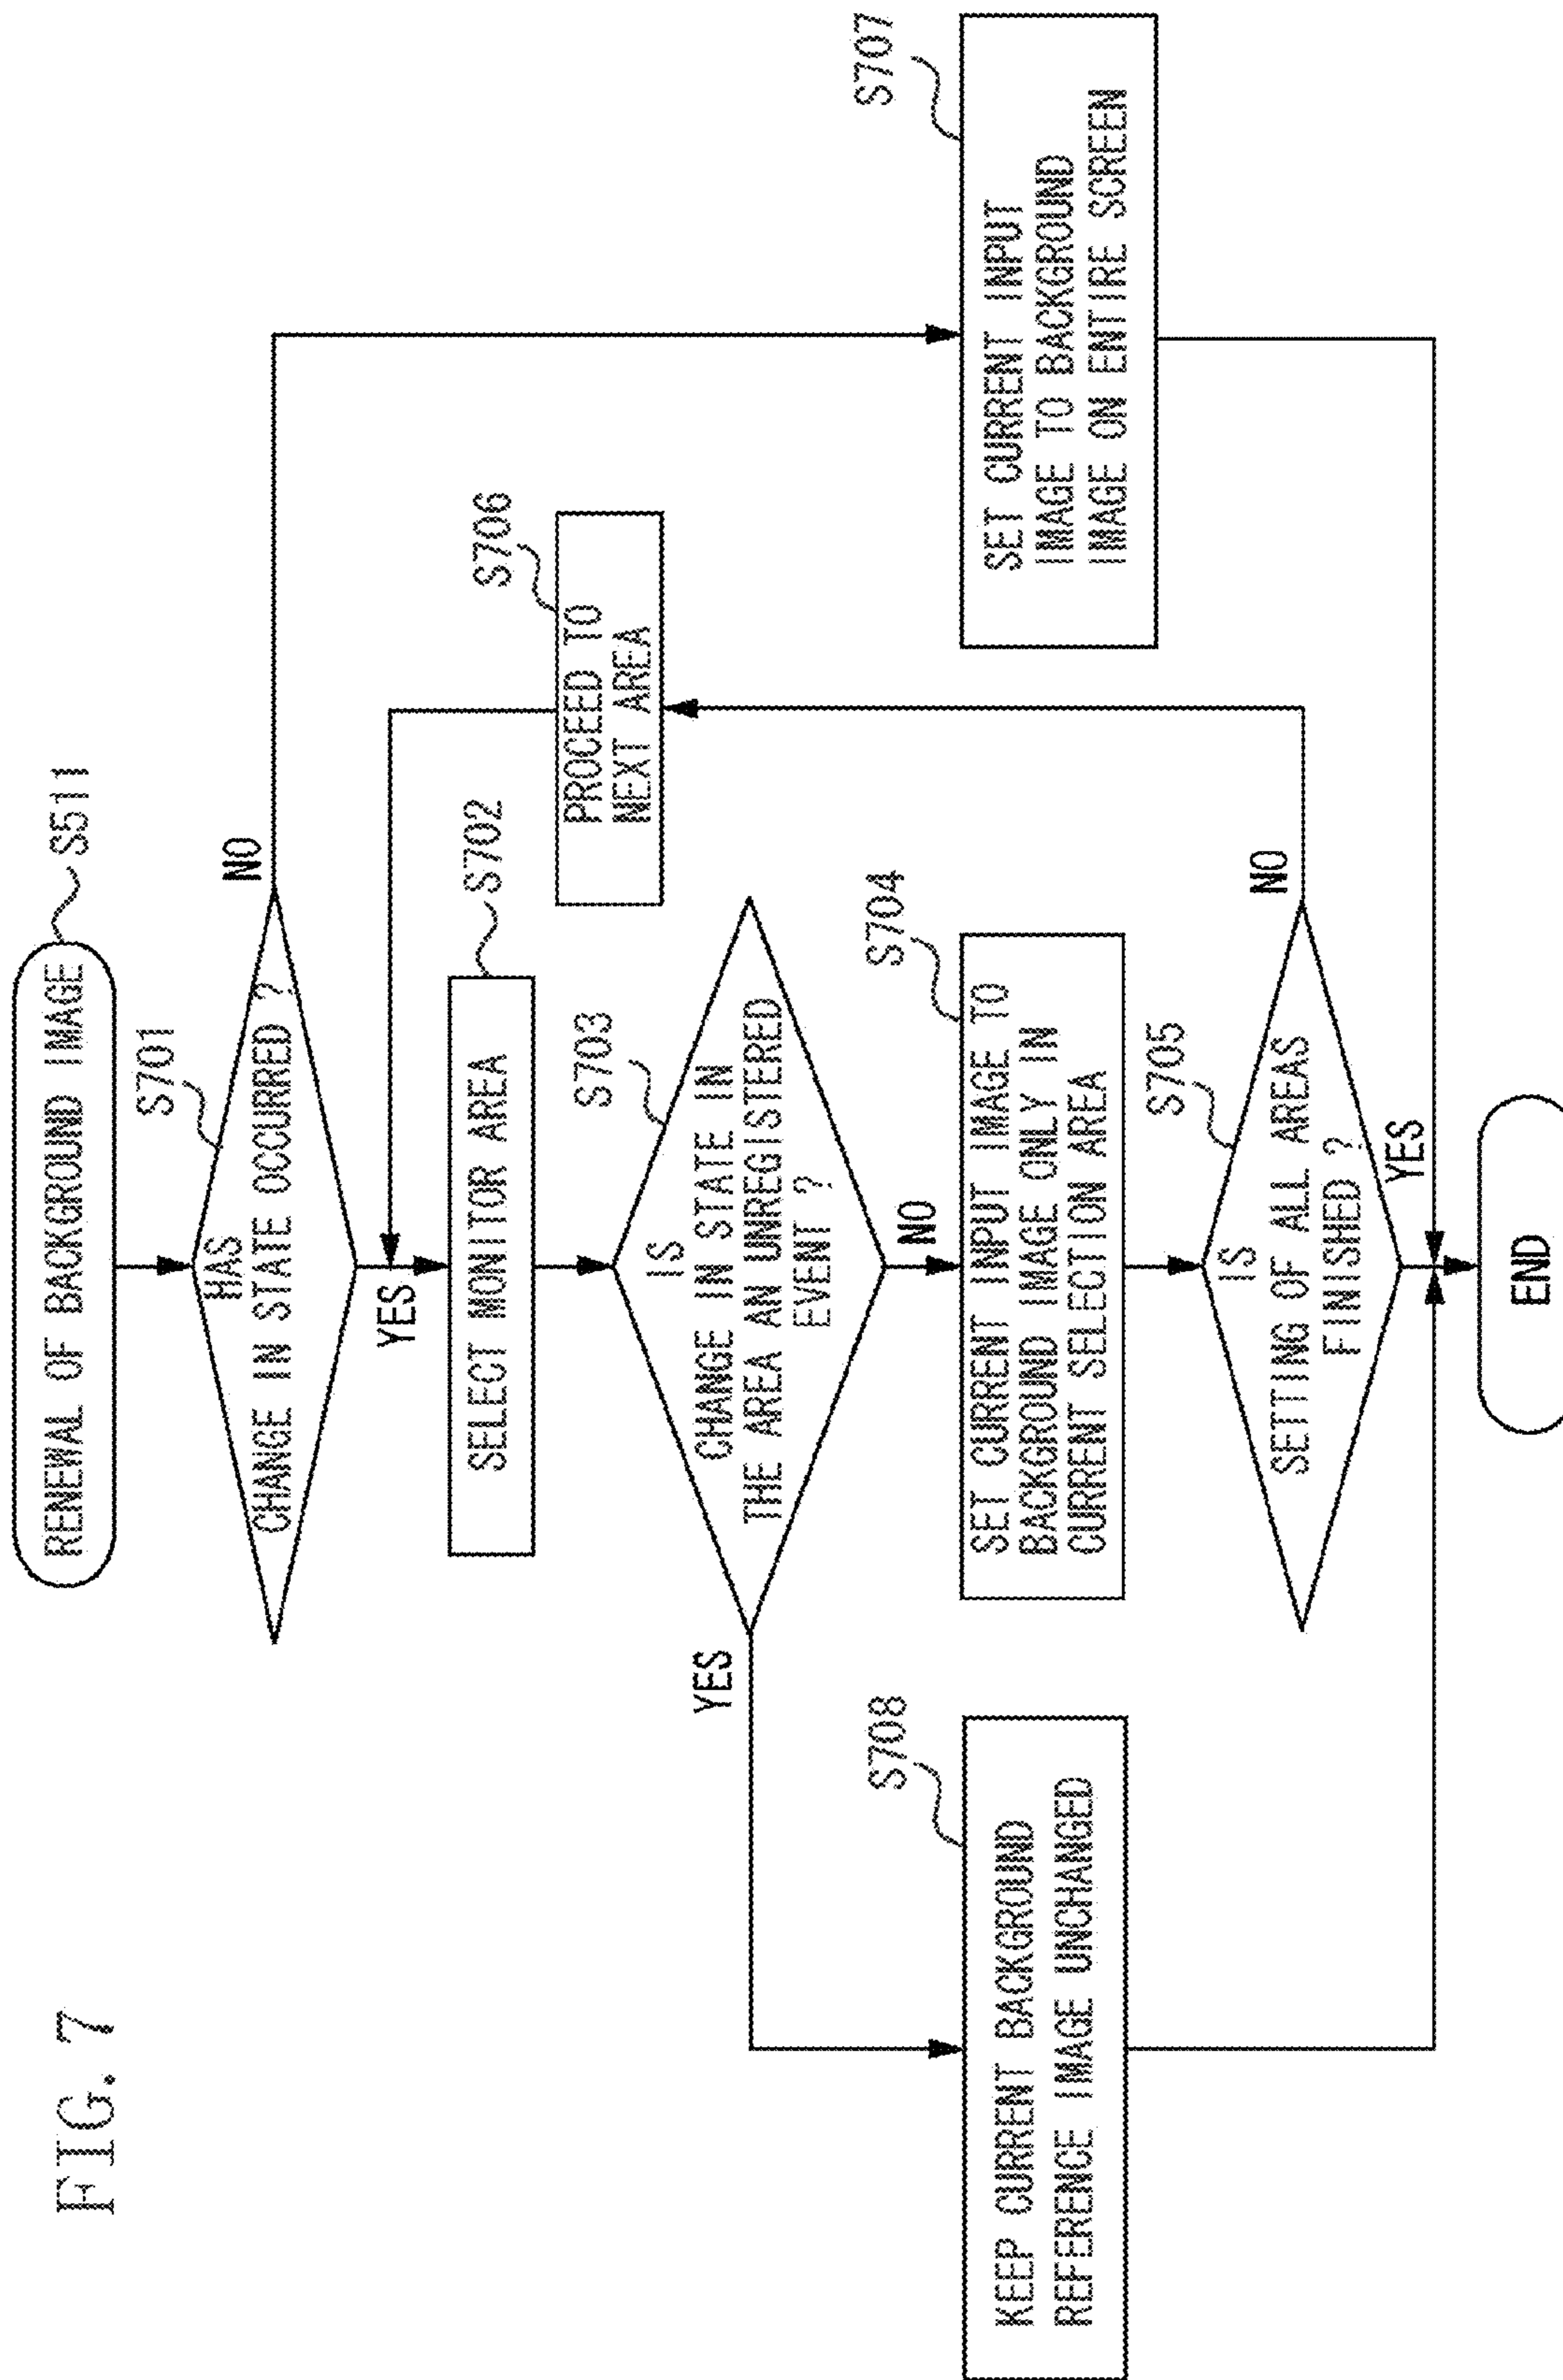 FIG. 7
RENEWAL OF BACKGROUND IMAGE
S511
S701
HAS
CHANGE IN STATE OCCURRED ?
NO
YES
SELECT MONITOR AREA
S702
PROCEED TO
NEXT AREA
S706
S703
IS
CHANGE IN STATE IN
THE AREA AN UNREGISTERED
EVENT ?
YES
NO
KEEP CURRENT BACKGROUND
REFERENCE IMAGE UNCHANGED
S708
SET CURRENT INPUT IMAGE TO
BACKGROUND IMAGE ONLY IN
CURRENT SELECTION AREA
S704
SET CURRENT INPUT
IMAGE TO BACKGROUND
IMAGE ON ENTIRE SCREEN
S707
S705
IS
SETTING OF ALL AREAS
FINISHED ?
NO
YES
END